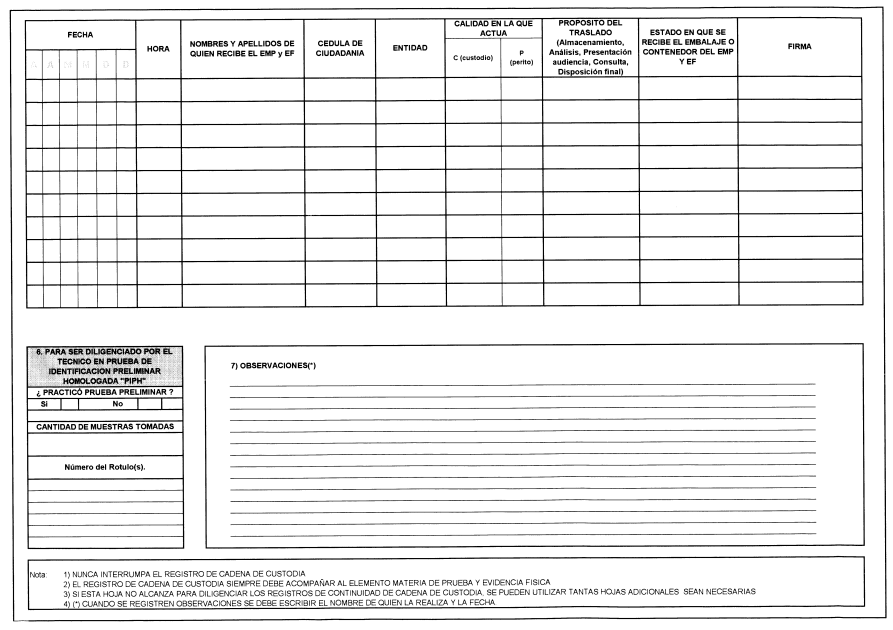 FECHA
A A M M D D
HORA
NOMBRES Y APELLIDOS DE
QUIEN RECIBE EL EMP y EF
CEDULA DE
CIUDADANIA
ENTIDAD
CALIDAD EN LA QUE
ACTUA
C (custodio)
P
(perito)
PROPOSITO DEL
TRASLADO
(Almacenamiento,
Análisis, Presentación
audiencia, Consulta,
Disposición final)
ESTADO EN QUE SE
RECIBE EL EMBALAJE O
CONTENEDOR DEL EMP
Y EF
FIRMA
6. PARA SER DILIGENCIADO POR EL
TECNICO EN PRUEBA DE
IDENTIFICACION PRELIMINAR
HOMOLOGADA "PIPH"
¿ PRACTICÓ PRUEBA PRELIMINAR ?
Si No
CANTIDAD DE MUESTRAS TOMADAS
Número del Rotulo(s).
7) OBSERVACIONES(*)
Nota: 1) NUNCA INTERRUMPA EL REGISTRO DE CADENA DE CUSTODIA
2) EL REGISTRO DE CADENA DE CUSTODIA SIEMPRE DEBE ACOMPAÑAR AL ELEMENTO MATERIA DE PRUEBA Y EVIDENCIA FISICA
3) SI ESTA HOJA NO ALCANZA PARA DILIGENCIAR LOS REGISTROS DE CONTINUIDAD DE CADENA DE CUSTODIA, SE PUEDEN UTILIZAR TANTAS HOJAS ADICIONALES SEAN NECESARIAS
4) (*) CUANDO SE REGISTREN OBSERVACIONES SE DEBE ESCRIBIR EL NOMBRE DE QUIEN LA REALIZA Y LA FECHA